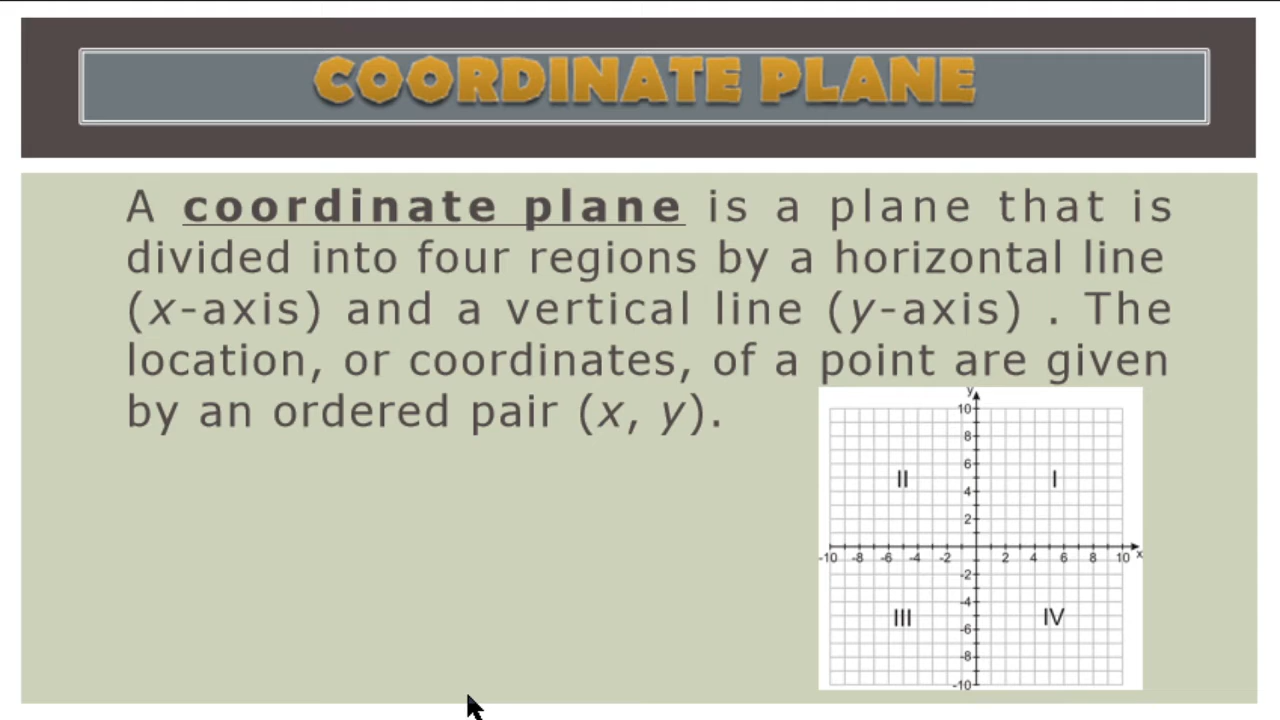 COORDINATE PLANE
A coordinate plane is a plane that is
divided into four regions by a horizontal line
(x-axis) and a vertical line (y-axis) . The
location, or coordinates, of a point are given
by an ordered pair (x, y).
y
10
8
6
II I
4
2
-10 -8 -6 -4 -2 2 4 6 8 10 x
-2
-4
III IV
-6
-8
-10